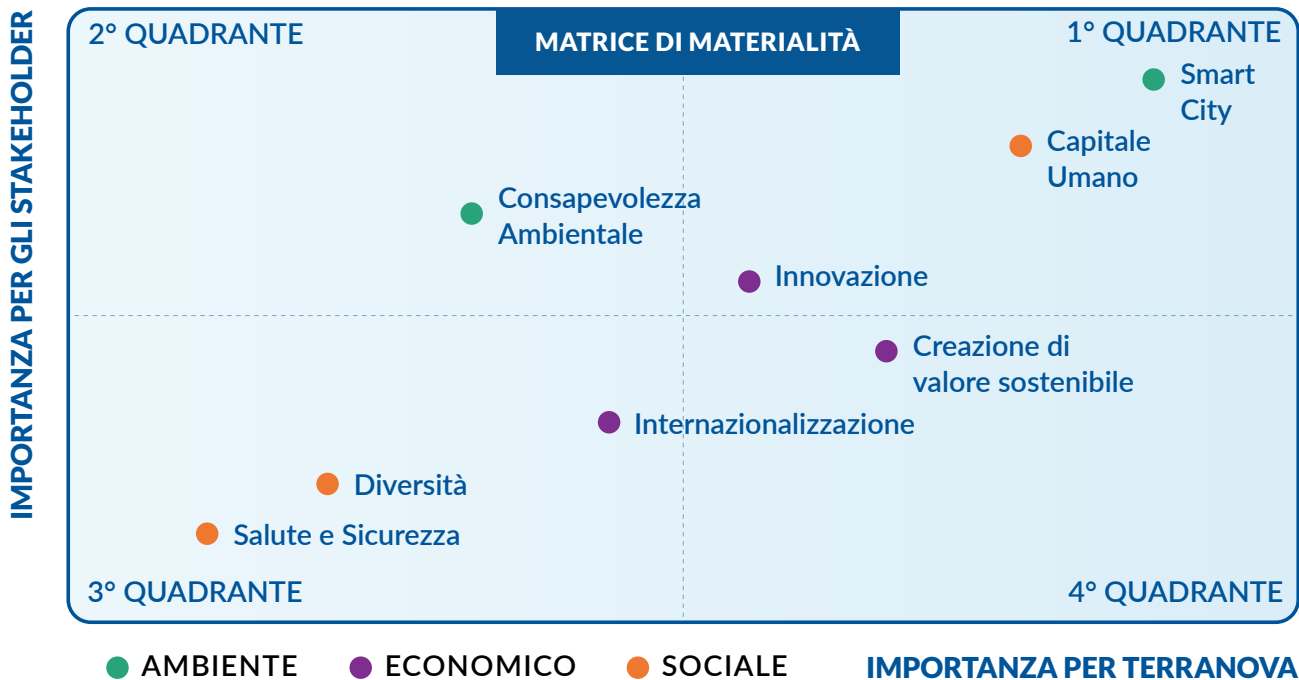 IMPORTANZA PER GLI STAKEHOLDER
2° QUADRANTE
MATRICE DI MATERIALITÀ
1° QUADRANTE
Smart
City
Capitale
Umano
Consapevolezza
Ambientale
Innovazione
Creazione di
valore sostenibile
Internazionalizzazione
Diversità
Salute e Sicurezza
3° QUADRANTE
4° QUADRANTE
AMBIENTE
ECONOMICO
SOCIALE
IMPORTANZA PER TERRANOVA